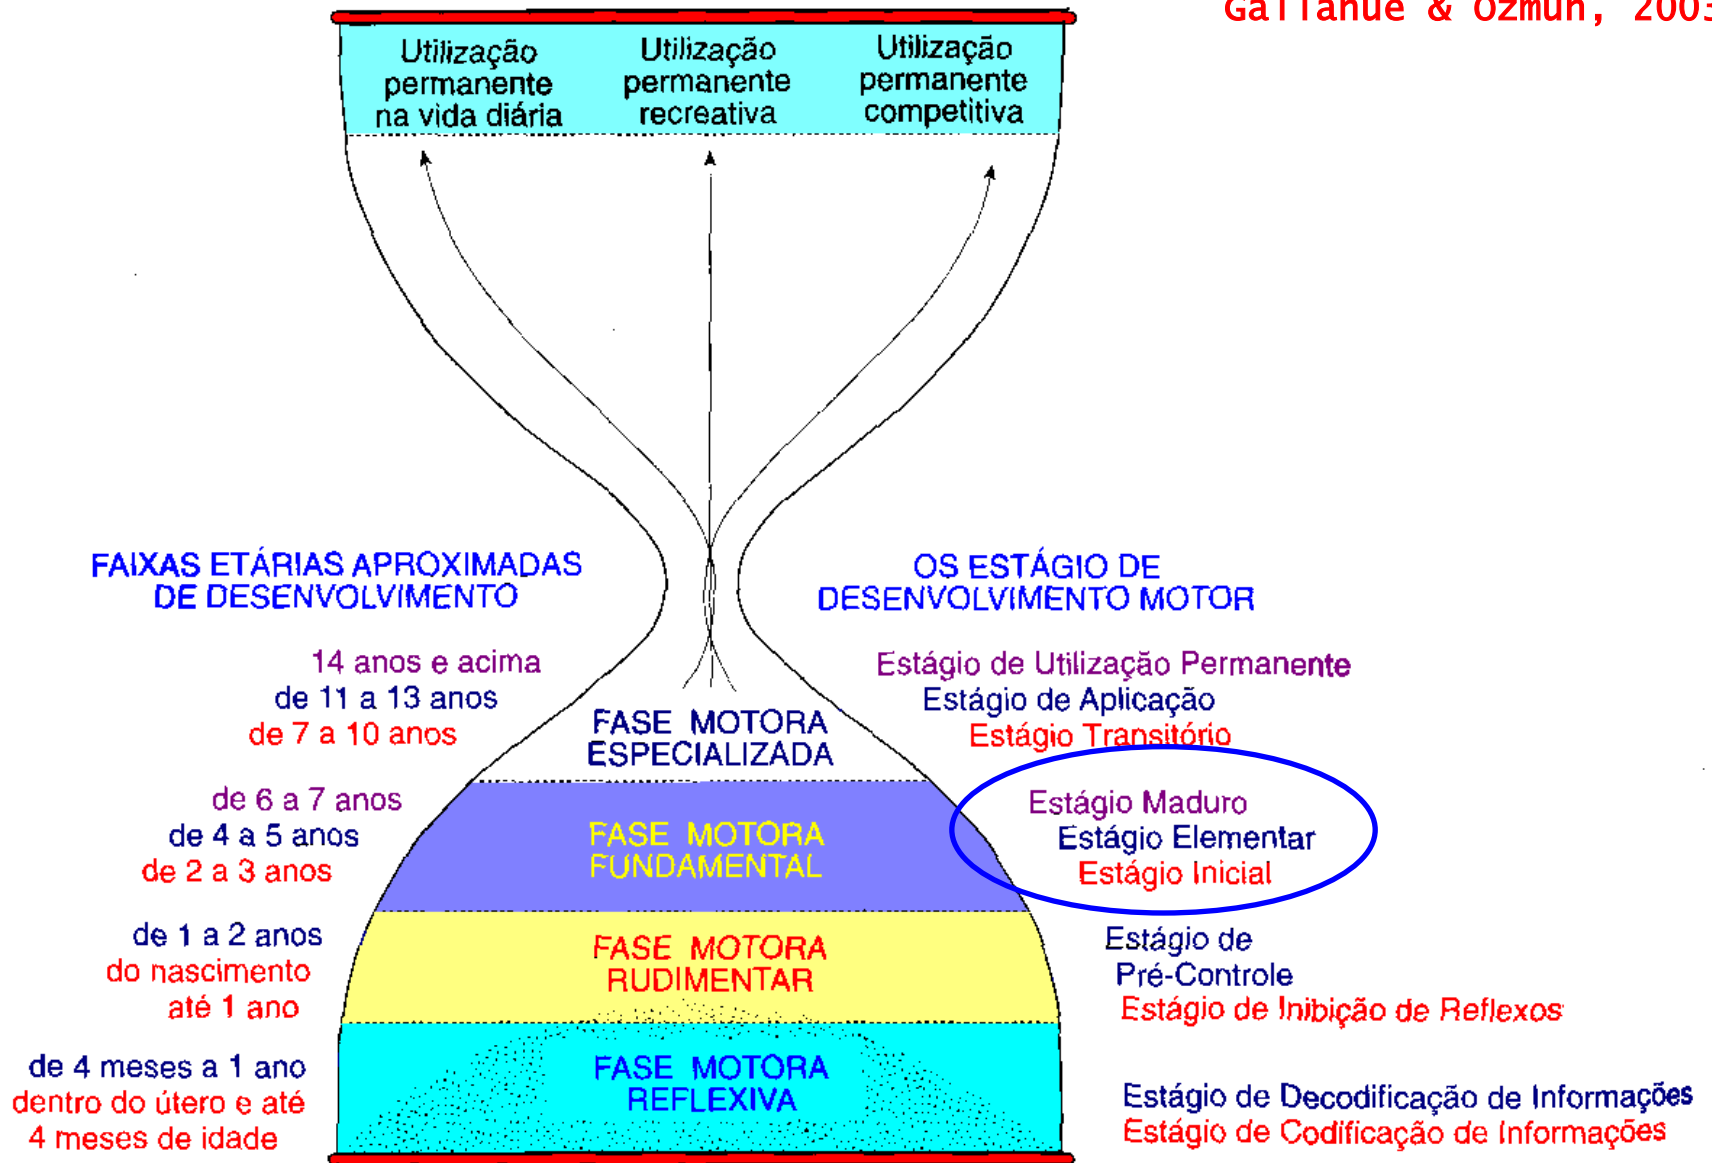 Gallahue & Ozmun, 2003
Utilização
permanente
na vida diária
Utilização
permanente
recreativa
Utilização
permanente
competitiva
FAIXAS ETÁRIAS APROXIMADAS
DE DESENVOLVIMENTO
OS ESTÁGIO DE
DESENVOLVIMENTO MOTOR
14 anos e acima
de 11 a 13 anos
de 7 a 10 anos
FASE MOTORA
ESPECIALIZADA
Estágio de Utilização Permanente
Estágio de Aplicação
Estágio Transitório
de 6 a 7 anos
de 4 a 5 anos
de 2 a 3 anos
FASE MOTORA
FUNDAMENTAL
Estágio Maduro
Estágio Elementar
Estágio Inicial
de 1 a 2 anos
do nascimento
até 1 ano
FASE MOTORA
RUDIMENTAR
Estágio de
Pré-Controle
Estágio de Inibição de Reflexos
de 4 meses a 1 ano
dentro do útero e até
4 meses de idade
FASE MOTORA
REFLEXIVA
Estágio de Decodificação de Informações
Estágio de Codificação de Informações